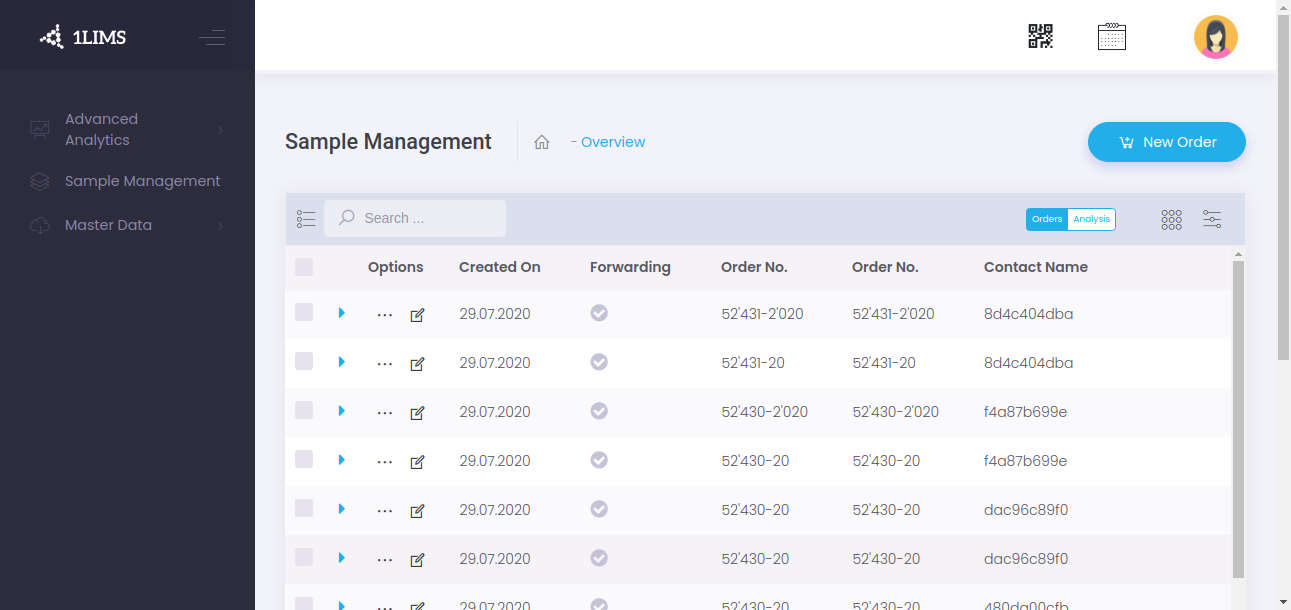 1LIMS
Advanced
Analytics
Sample Management
Master Data
Sample Management
- Overview
New Order
Search ...
Orders Analysis
Options Created On Forwarding Order No. Order No. Contact Name
29.07.2020 52'431-2'020 52'431-2'020 8d4c404dba
29.07.2020 52'431-20 52'431-20 8d4c404dba
29.07.2020 52'430-2'020 52'430-2'020 f4a87b699e
29.07.2020 52'430-20 52'430-20 f4a87b699e
29.07.2020 52'430-20 52'430-20 dac96c89f0
29.07.2020 52'430-20 52'430-20 dac96c89f0
29.07.2020 52'430-20 52'430-20 480da00cfb